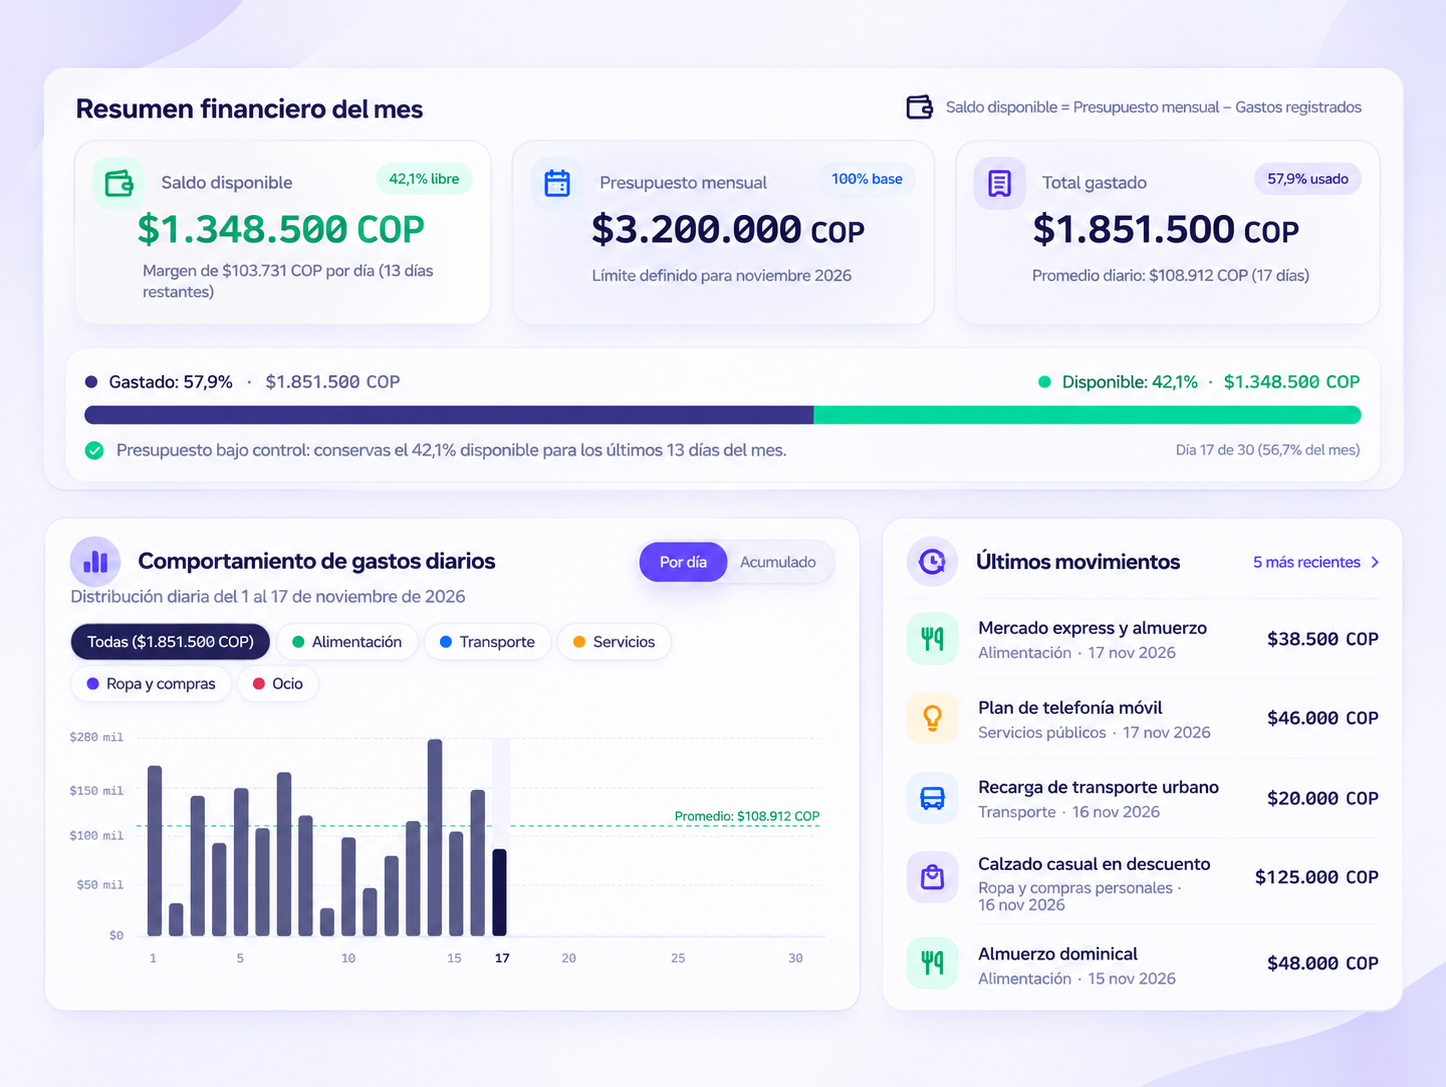 Resumen financiero del mes
Saldo disponible = Presupuesto mensual – Gastos registrados
Saldo disponible
42,1% libre
$1.348.500 COP
Margen de $103.731 COP por día (13 días
restantes)
Presupuesto mensual
100% base
$3.200.000 COP
Límite definido para noviembre 2026
Total gastado
57,9% usado
$1.851.500 COP
Promedio diario: $108.912 COP (17 días)
Gastado: 57,9% · $1.851.500 COP
Disponible: 42,1% · $1.348.500 COP
Presupuesto bajo control: conservas el 42,1% disponible para los últimos 13 días del mes.
Día 17 de 30 (56,7% del mes)
Comportamiento de gastos diarios
Por día
Acumulado
Distribución diaria del 1 al 17 de noviembre de 2026
Todas ($1.851.500 COP)
Alimentación
Transporte
Servicios
Ropa y compras
Ocio
$280 mil
$150 mil
Promedio: $108.912 COP
$100 mil
$50 mil
$0
1 5 10 15 17 20 25 30
Últimos movimientos
5 más recientes
Mercado express y almuerzo
Alimentación · 17 nov 2026
$38.500 COP
Plan de telefonía móvil
Servicios públicos · 17 nov 2026
$46.000 COP
Recarga de transporte urbano
Transporte · 16 nov 2026
$20.000 COP
Calzado casual en descuento
Ropa y compras personales ·
16 nov 2026
$125.000 COP
Almuerzo dominical
Alimentación · 15 nov 2026
$48.000 COP